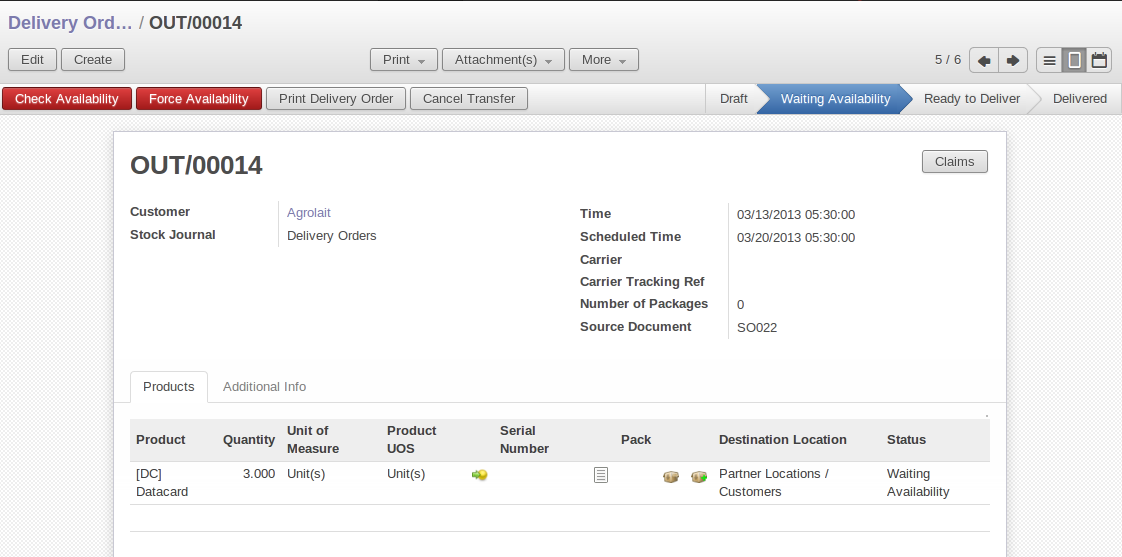 Delivery Ord... / OUT/00014
Edit Create Print Attachment(s) More 5 / 6
Check Availability Force Availability Print Delivery Order Cancel Transfer Draft Waiting Availability Ready to Deliver Delivered
OUT/00014 Claims
Customer Agrolait
Stock Journal Delivery Orders
Time 03/13/2013 05:30:00
Scheduled Time 03/20/2013 05:30:00
Carrier
Carrier Tracking Ref
Number of Packages 0
Source Document SO022
Products Additional Info
Product Quantity Unit of Measure Product UOS Serial Number Pack Destination Location Status
[DC] Datacard 3.000 Unit(s) Unit(s) Partner Locations / Customers Waiting Availability